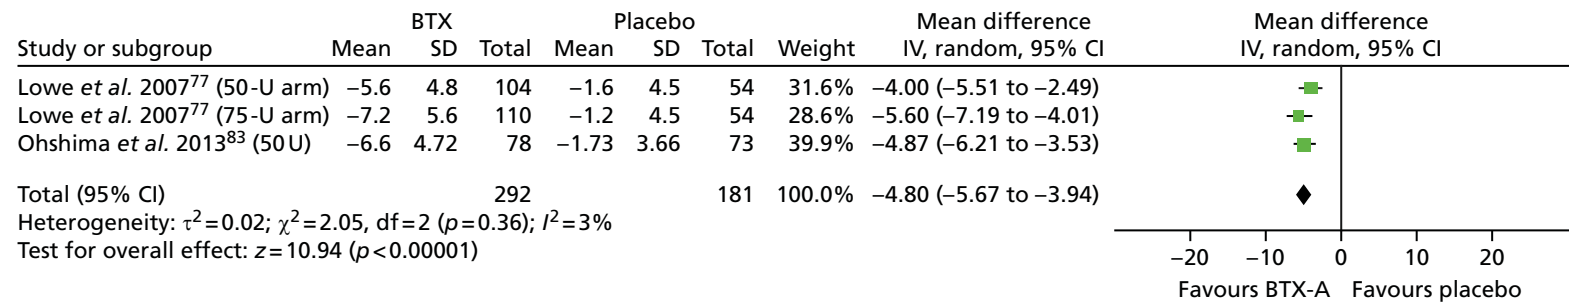 BTX Placebo Mean difference Mean difference
Study or subgroup Mean SD Total Mean SD Total Weight IV, random, 95% CI IV, random, 95% CI
Lowe et al. 2007⁷⁷ (50-U arm) −5.6 4.8 104 −1.6 4.5 54 31.6% −4.00 (−5.51 to −2.49)
Lowe et al. 2007⁷⁷ (75-U arm) −7.2 5.6 110 −1.2 4.5 54 28.6% −5.60 (−7.19 to −4.01)
Ohshima et al. 2013⁸³ (50 U) −6.6 4.72 78 −1.73 3.66 73 39.9% −4.87 (−6.21 to −3.53)
Total (95% CI) 292 181 100.0% −4.80 (−5.67 to −3.94)
Heterogeneity: τ²=0.02; χ²=2.05, df=2 (p=0.36); I²=3%
Test for overall effect: z=10.94 (p<0.00001)
−20 −10 0 10 20
Favours BTX-A Favours placebo